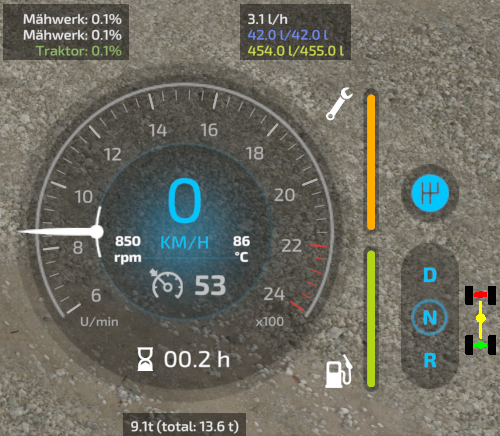 Mähwerk: 0.1%
Mähwerk: 0.1%
Traktor: 0.1%
3.1 l/h
42.0 l/42.0 l
454.0 l/455.0 l
14
16
12
18
10
20
8
22
6
24
0
KM/H
850
rpm
86
°C
53
U/min
x100
00.2 h
D
N
R
9.1t (total: 13.6 t)